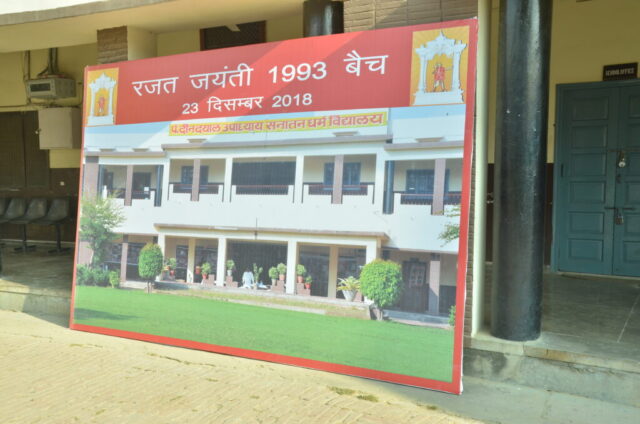 रजत जयंती 1993 बैच
23 दिसम्बर 2018
पं. दीनदयाल उपाध्याय सनातन धर्म विद्यालय